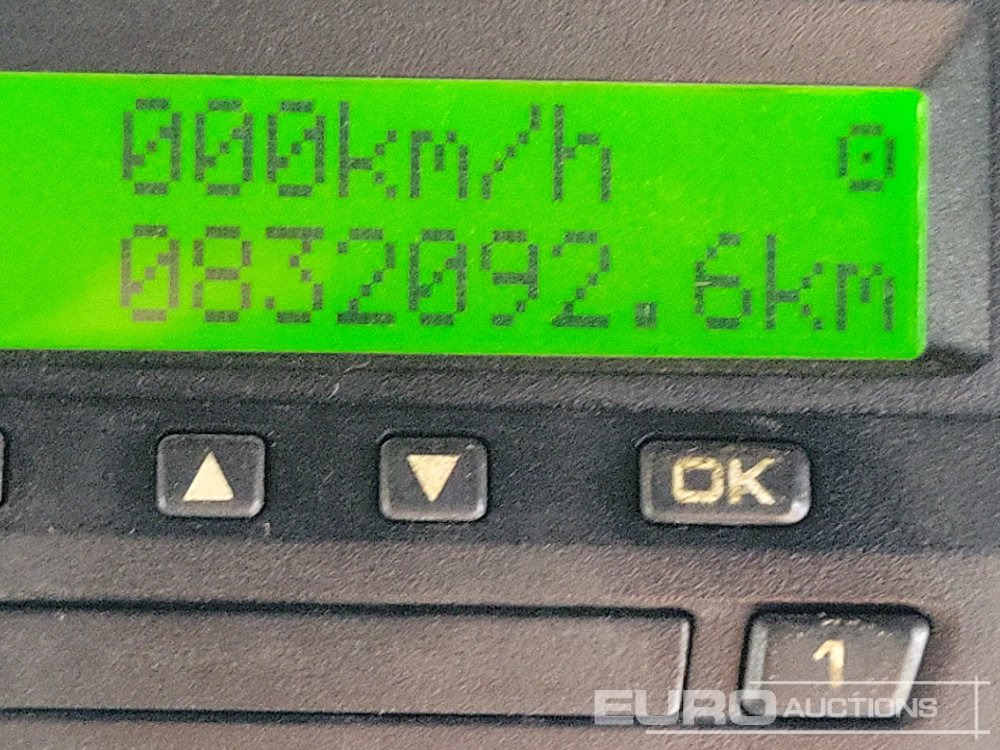 000km/h
0832092.6km
▲ ▼ OK
1
EURO AUCTIONS